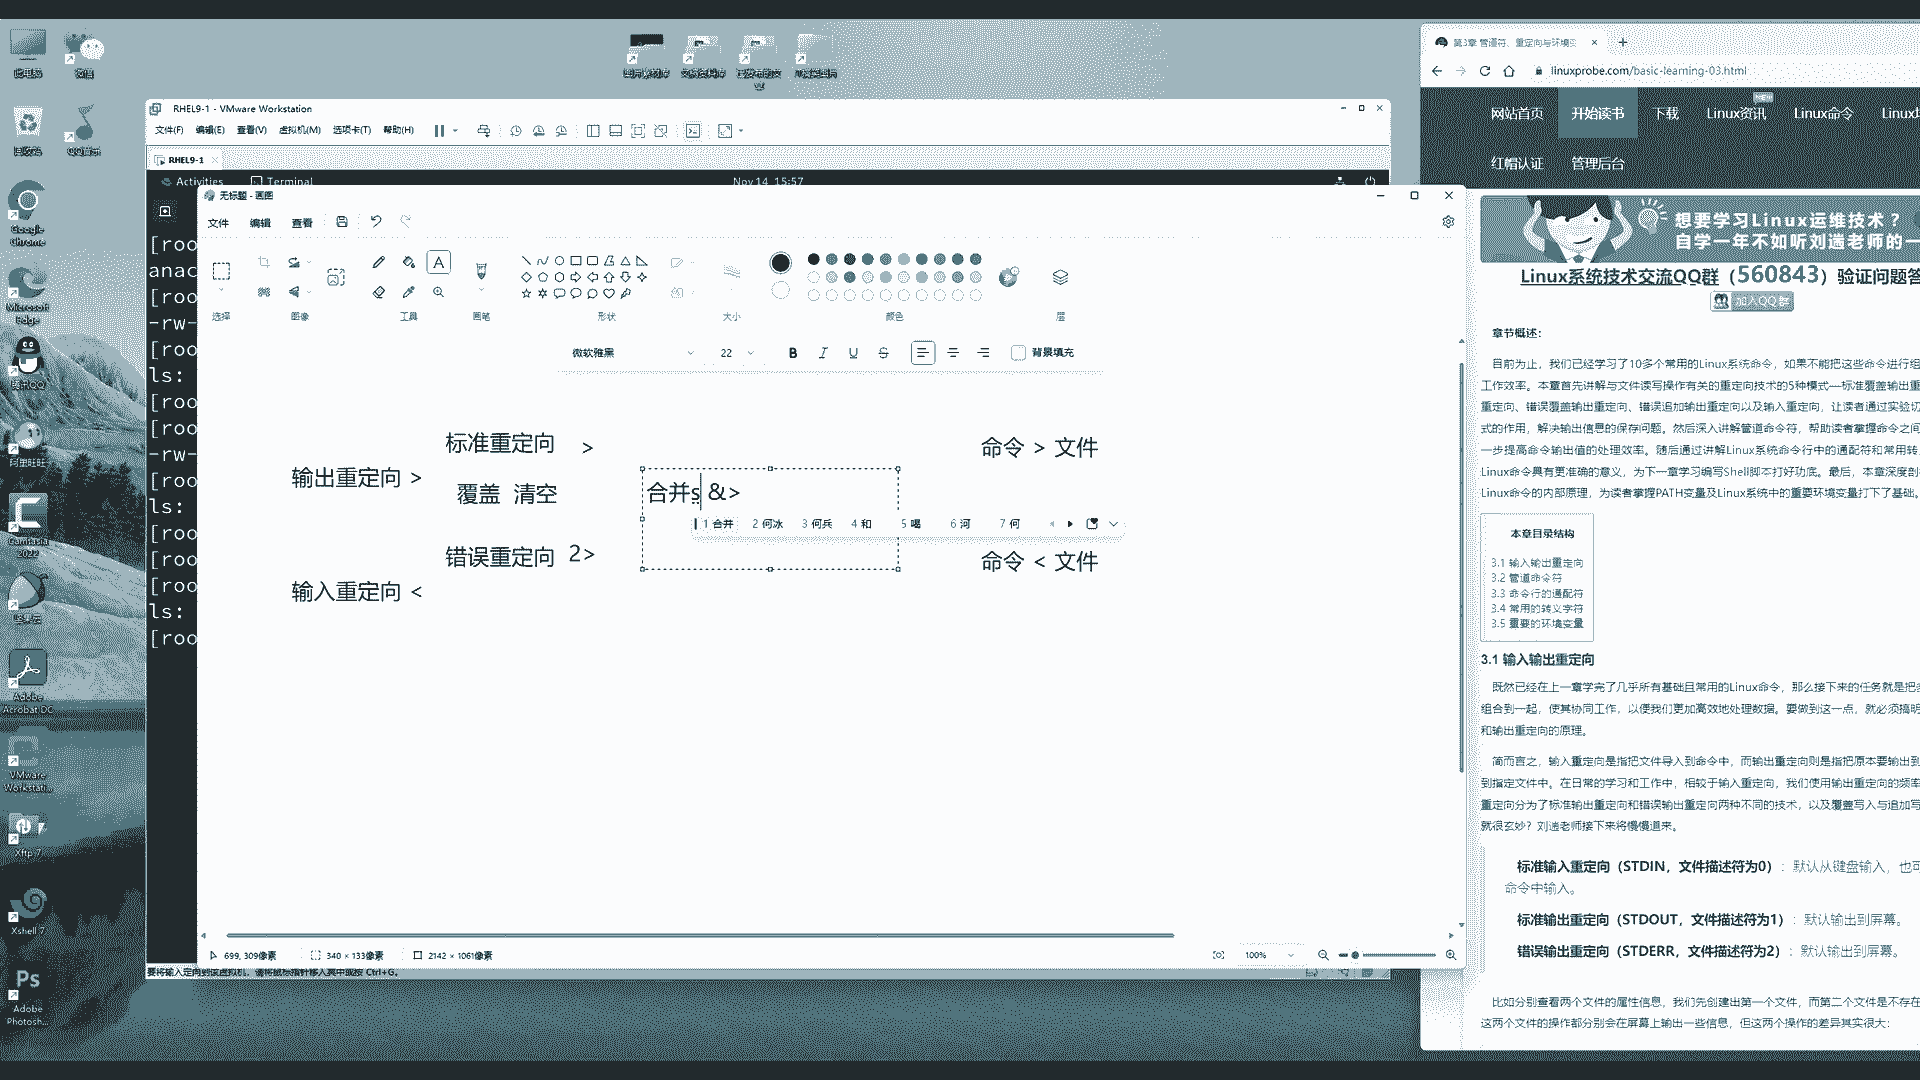 微信
QQ音乐
Google
Chrome
Microsoft
Edge
腾讯QQ
Camtasia
2022
Adobe
Acrobat DC
VMware
Workstati...
Xftp 7
Xshell 7
Adobe
Photosh...
RHEL9-1 - VMware Workstation
文件(F) 编辑(E) 查看(V) 虚拟机(M) 选项卡(T) 帮助(H)
RHEL9-1
Activities Terminal Nov 14 15:57
[roo
anac
[roo
-rw-
[roo
ls:
[roo
[roo
-rw-
[roo
ls:
[roo
[roo
[roo
ls:
[roo
无标题 - 画图
文件 编辑 查看
选择 图像 工具 画笔 形状 大小 颜色 层
微软雅黑 22 B I U S 背景填充
标准重定向 > 命令 > 文件
输出重定向 >
覆盖 清空 合并s &>
1 合并 2 何冰 3 何兵 4 和 5 喝 6 河 7 何
错误重定向 2> 命令 < 文件
输入重定向 <
699, 309像素 340 × 133像素 2142 × 1061像素 100%
要将输入定向到该虚拟机，请将鼠标指针移入其中或按 Ctrl+G。
第3章 管道符、重定向与环境变
linuxprobe.com/basic-learning-03.html
网站首页 开始读书 下载 Linux资讯 NEW Linux命令
红帽认证 管理后台
想要学习Linux运维技术？
自学一年不如听刘遄老师的一
Linux系统技术交流QQ群（560843）验证问题答
加入QQ群
章节概述：
目前为止，我们已经学习了10多个常用的Linux系统命令，如果不能把这些命令进行组
工作效率。本章首先讲解与文件读写操作有关的重定向技术的5种模式—标准覆盖输出重
重定向、错误覆盖输出重定向、错误追加输出重定向以及输入重定向，让读者通过实验切
式的作用，解决输出信息的保存问题。然后深入讲解管道命令符，帮助读者掌握命令之间
一步提高命令输出值的处理效率。随后通过讲解Linux系统命令行中的通配符和常用转
Linux命令具有更准确的意义，为下一章学习编写Shell脚本打好功底。最后，本章深度剖
Linux命令的内部原理，为读者掌握PATH变量及Linux系统中的重要环境变量打下了基础。
本章目录结构
3.1 输入输出重定向
3.2 管道命令符
3.3 命令行的通配符
3.4 常用的转义字符
3.5 重要的环境变量
3.1 输入输出重定向
既然已经在上一章学完了几乎所有基础且常用的Linux命令，那么接下来的任务就是把多
组合到一起，使其协同工作，以便我们更加高效地处理数据。要做到这一点，就必须搞明
和输出重定向的原理。
简而言之，输入重定向是指把文件导入到命令中，而输出重定向则是指把原本要输出到
到指定文件中。在日常的学习和工作中，相较于输入重定向，我们使用输出重定向的频率
重定向分为了标准输出重定向和错误输出重定向两种不同的技术，以及覆盖写入与追加写
就很玄妙？刘遄老师接下来将慢慢道来。
标准输入重定向（STDIN，文件描述符为0）：默认从键盘输入，也可
命令中输入。
标准输出重定向（STDOUT，文件描述符为1）：默认输出到屏幕。
错误输出重定向（STDERR，文件描述符为2）：默认输出到屏幕。
比如分别查看两个文件的属性信息，我们先创建出第一个文件，而第二个文件是不存在
这两个文件的操作都分别会在屏幕上输出一些信息，但这两个操作的差异其实很大：